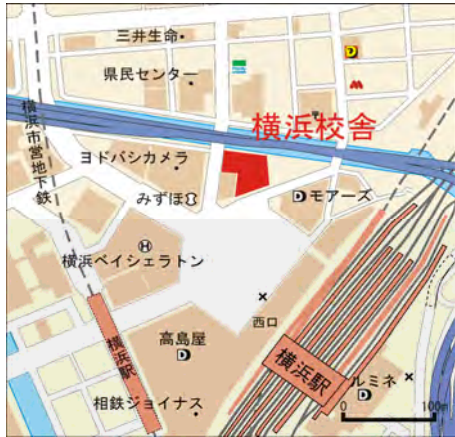 三井生命
県民センター
横浜校舎
横浜市営地下鉄
ヨドバシカメラ
みずほ
D モアーズ
H
横浜ベイシェラトン
西口
高島屋
D
横浜駅
横浜駅
ルミネ
D
相鉄ジョイナス
0 100m